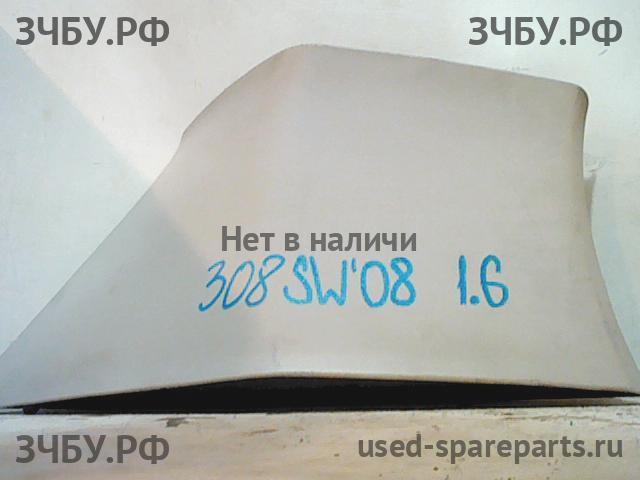 ЗЧБУ.РФ ЗЧБУ.РФ
Нет в наличи
308 SW'08 1.6
ЗЧБУ.РФ used-spareparts.ru